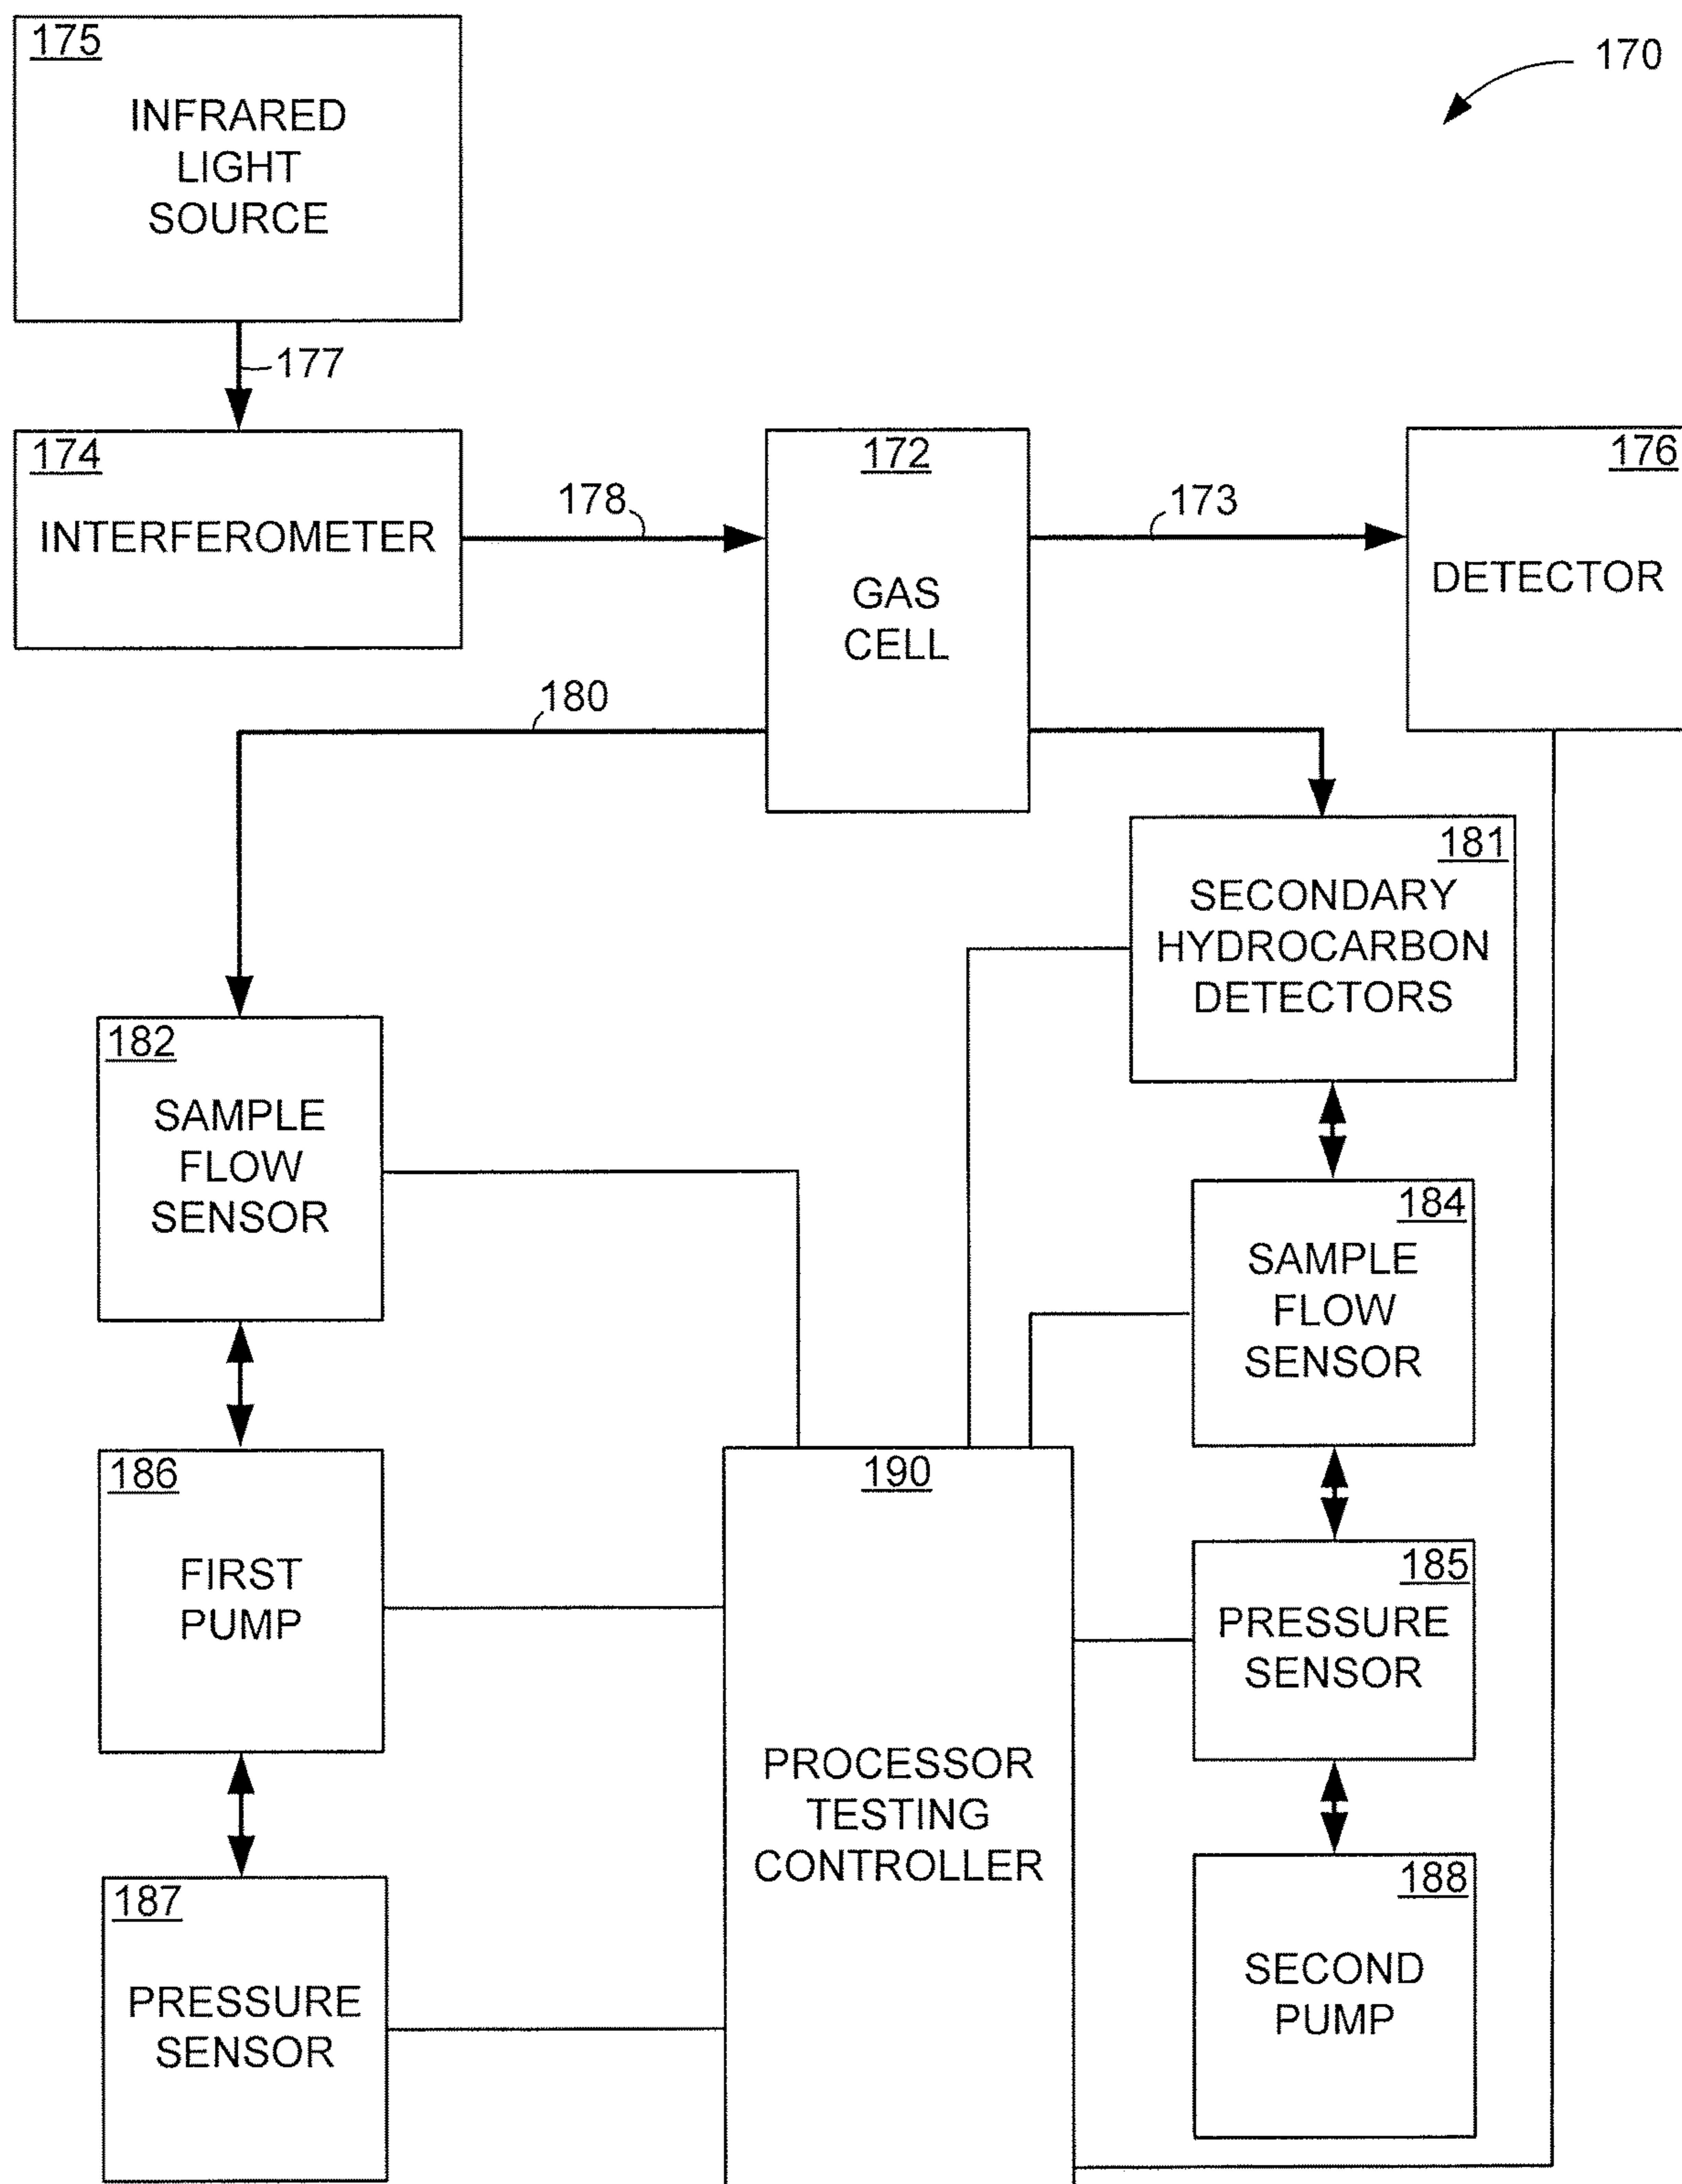 170
175
INFRARED
LIGHT
SOURCE
177
174
INTERFEROMETER
178
172
GAS
CELL
173
176
DETECTOR
180
181
SECONDARY
HYDROCARBON
DETECTORS
182
SAMPLE
FLOW
SENSOR
184
SAMPLE
FLOW
SENSOR
186
FIRST
PUMP
190
PROCESSOR
TESTING
CONTROLLER
185
PRESSURE
SENSOR
187
PRESSURE
SENSOR
188
SECOND
PUMP